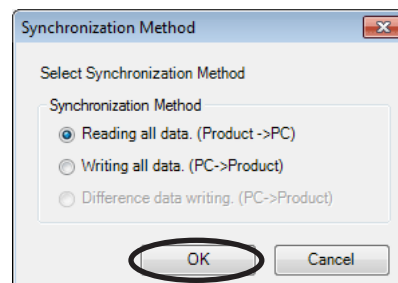 Synchronization Method
Select Synchronization Method
Synchronization Method
Reading all data. (Product ->PC)
Writing all data. (PC->Product)
Difference data writing. (PC->Product)
OK Cancel